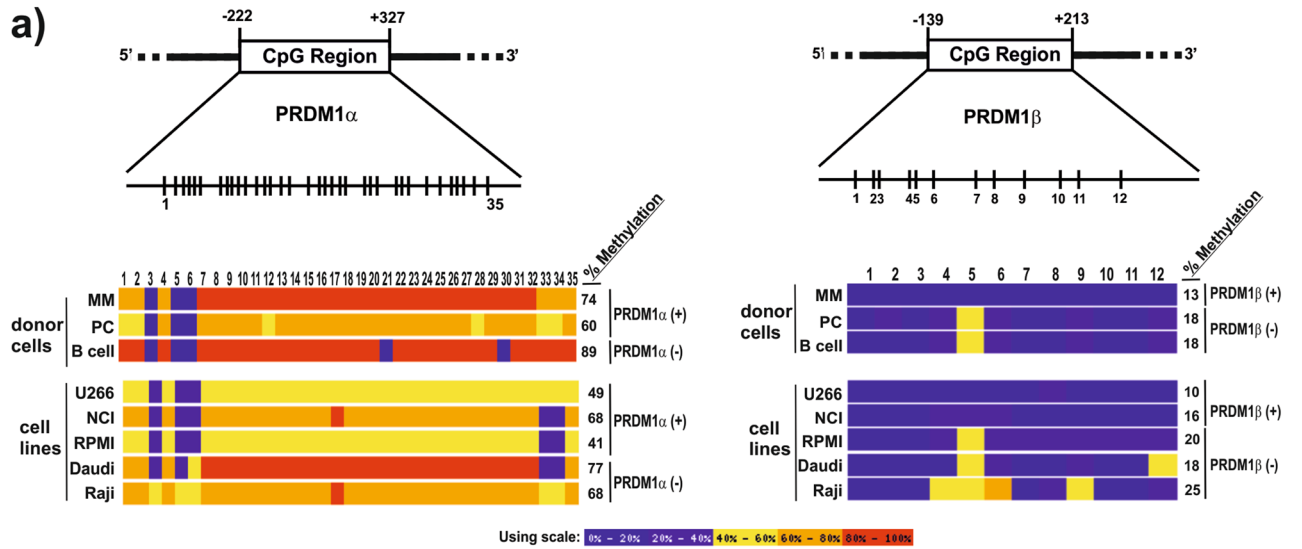 a)
-222 +327
5' CpG Region 3'
PRDM1α
1 35
% Methylation
1 2 3 4 5 6 7 8 9 10 11 12 13 14 15 16 17 18 19 20 21 22 23 24 25 26 27 28 29 30 31 32 33 34 35
donor cells
MM 74
PC 60
PRDM1α (+)
B cell 89 PRDM1α (-)
cell lines
U266 49
NCI 68
RPMI 41
PRDM1α (+)
Daudi 77
Raji 68
PRDM1α (-)
-139 +213
5' CpG Region 3'
PRDM1β
1 23 45 6 7 8 9 10 11 12
% Methylation
1 2 3 4 5 6 7 8 9 10 11 12
donor cells
MM 13 PRDM1β (+)
PC 18
B cell 18
PRDM1β (-)
cell lines
U266 10
NCI 16
PRDM1β (+)
RPMI 20
Daudi 18
Raji 25
PRDM1β (-)
Using scale: 0% - 20% 20% - 40% 40% - 60% 60% - 80% 80% - 100%